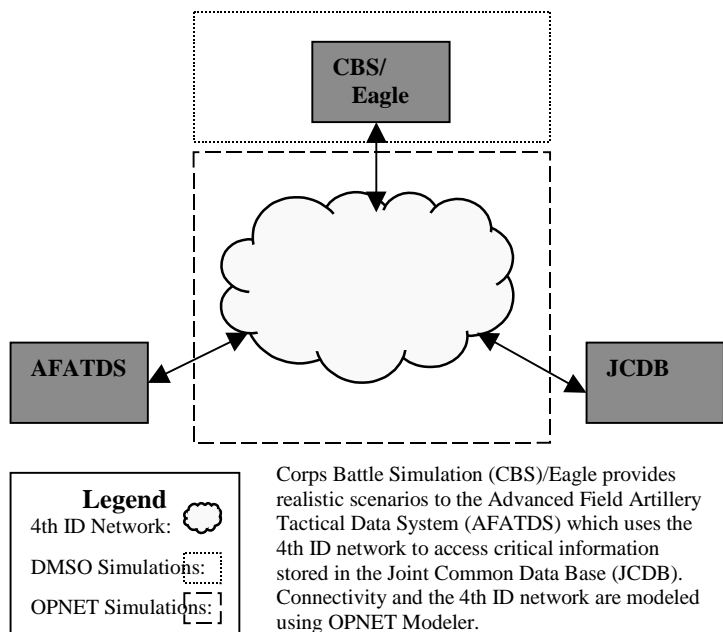 CBS/
Eagle
AFATDS
JCDB
Legend
4th ID Network:
DMSO Simulations:
OPNET Simulations:
Corps Battle Simulation (CBS)/Eagle provides
realistic scenarios to the Advanced Field Artillery
Tactical Data System (AFATDS) which uses the
4th ID network to access critical information
stored in the Joint Common Data Base (JCDB).
Connectivity and the 4th ID network are modeled
using OPNET Modeler.